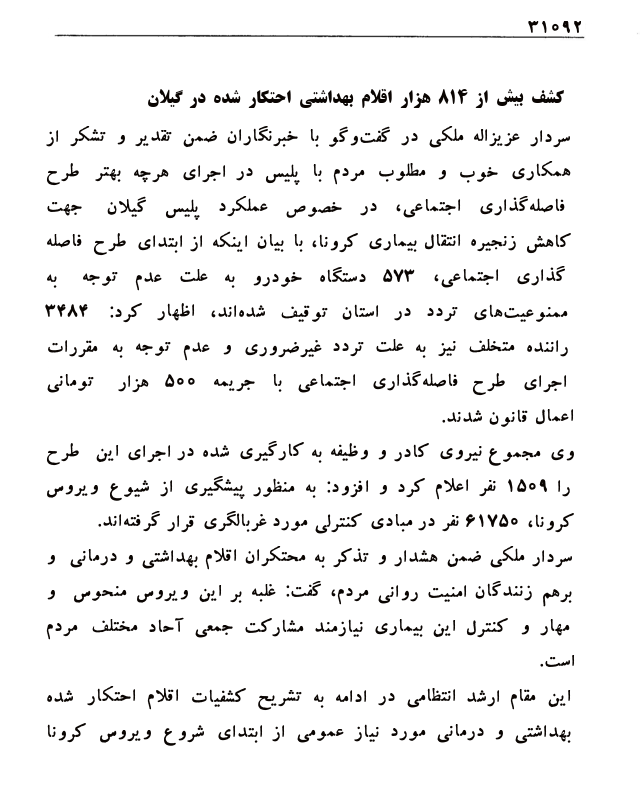 ۳۱۰۹۲
کشف بیش از ۸۱۴ هزار اقلام بهداشتی احتکار شده در گیلان
سردار عزیزاله ملکی در گفت‌وگو با خبرنگاران ضمن تقدیر و تشکر از
همکاری خوب و مطلوب مردم با پلیس در اجرای هرچه بهتر طرح
فاصله‌گذاری اجتماعی، در خصوص عملکرد پلیس گیلان جهت
کاهش زنجیره انتقال بیماری کرونا، با بیان اینکه از ابتدای طرح فاصله
گذاری اجتماعی، ۵۷۳ دستگاه خودرو به علت عدم توجه به
ممنوعیت‌های تردد در استان توقیف شده‌اند، اظهار کرد: ۳۴۸۴
راننده متخلف نیز به علت تردد غیرضروری و عدم توجه به مقررات
اجرای طرح فاصله‌گذاری اجتماعی با جریمه ۵۰۰ هزار تومانی
اعمال قانون شدند.
وی مجموع نیروی کادر و وظیفه به کارگیری شده در اجرای این طرح
را ۱۵۰۹ نفر اعلام کرد و افزود: به منظور پیشگیری از شیوع ویروس
کرونا، ۶۱۷۵۰ نفر در مبادی کنترلی مورد غربالگری قرار گرفته‌اند.
سردار ملکی ضمن هشدار و تذکر به محتکران اقلام بهداشتی و درمانی و
برهم زنندگان امنیت روانی مردم، گفت: غلبه بر این ویروس منحوس و
مهار و کنترل این بیماری نیازمند مشارکت جمعی آحاد مختلف مردم
است.
این مقام ارشد انتظامی در ادامه به تشریح کشفیات اقلام احتکار شده
بهداشتی و درمانی مورد نیاز عمومی از ابتدای شروع ویروس کرونا